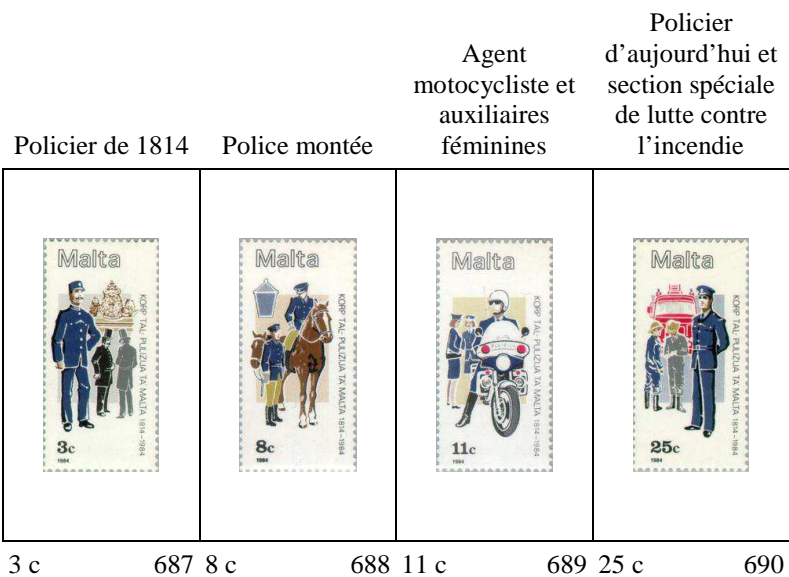 Policier de 1814
Police montée
Agent
motocycliste et
auxiliaires
féminines
Policier
d'aujourd'hui et
section spéciale
de lutte contre
l'incendie
Malta
KORP TAL-PULIZIJA TA' MALTA 1814-1984
3c
1984
Malta
KORP TAL-PULIZIJA TA' MALTA 1814-1984
8c
1984
Malta
KORP TAL-PULIZIJA TA' MALTA 1814-1984
11c
1984
Malta
KORP TAL-PULIZIJA TA' MALTA 1814-1984
25c
1984
3 c 687
8 c 688
11 c 689
25 c 690